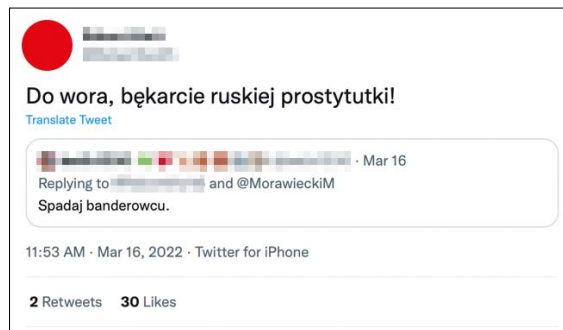 Do wora, bękarcie ruskiej prostytutki!
Translate Tweet
· Mar 16
Replying to and @MorawieckiM
Spadaj banderowcu.
11:53 AM · Mar 16, 2022 · Twitter for iPhone
2 Retweets 30 Likes